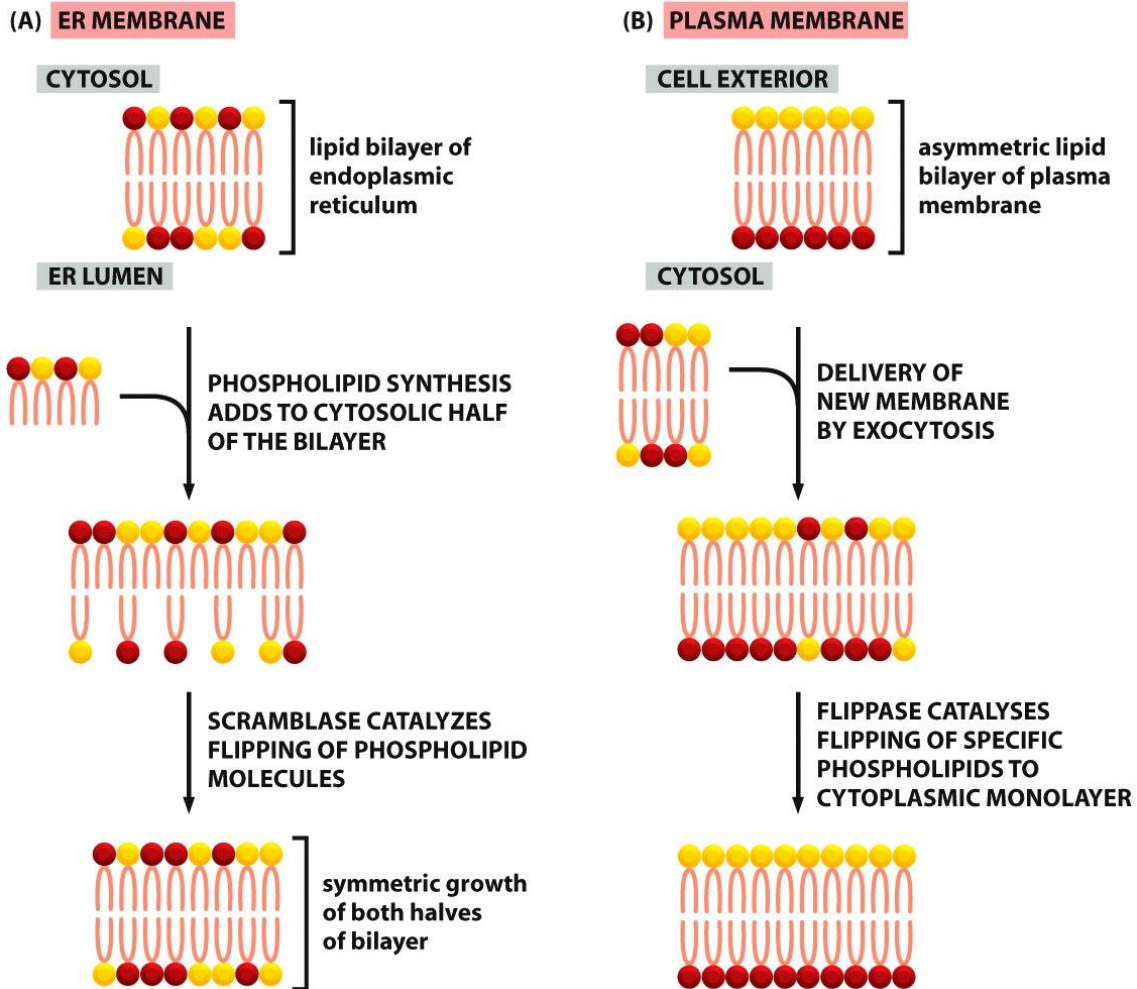 (A) ER MEMBRANE
CYTOSOL
lipid bilayer of
endoplasmic
reticulum
ER LUMEN
PHOSPHOLIPID SYNTHESIS
ADDS TO CYTOSOLIC HALF
OF THE BILAYER
SCRAMBLASE CATALYZES
FLIPPING OF PHOSPHOLIPID
MOLECULES
symmetric growth
of both halves
of bilayer
(B) PLASMA MEMBRANE
CELL EXTERIOR
asymmetric lipid
bilayer of plasma
membrane
CYTOSOL
DELIVERY OF
NEW MEMBRANE
BY EXOCYTOSIS
FLIPPASE CATALYSES
FLIPPING OF SPECIFIC
PHOSPHOLIPIDS TO
CYTOPLASMIC MONOLAYER